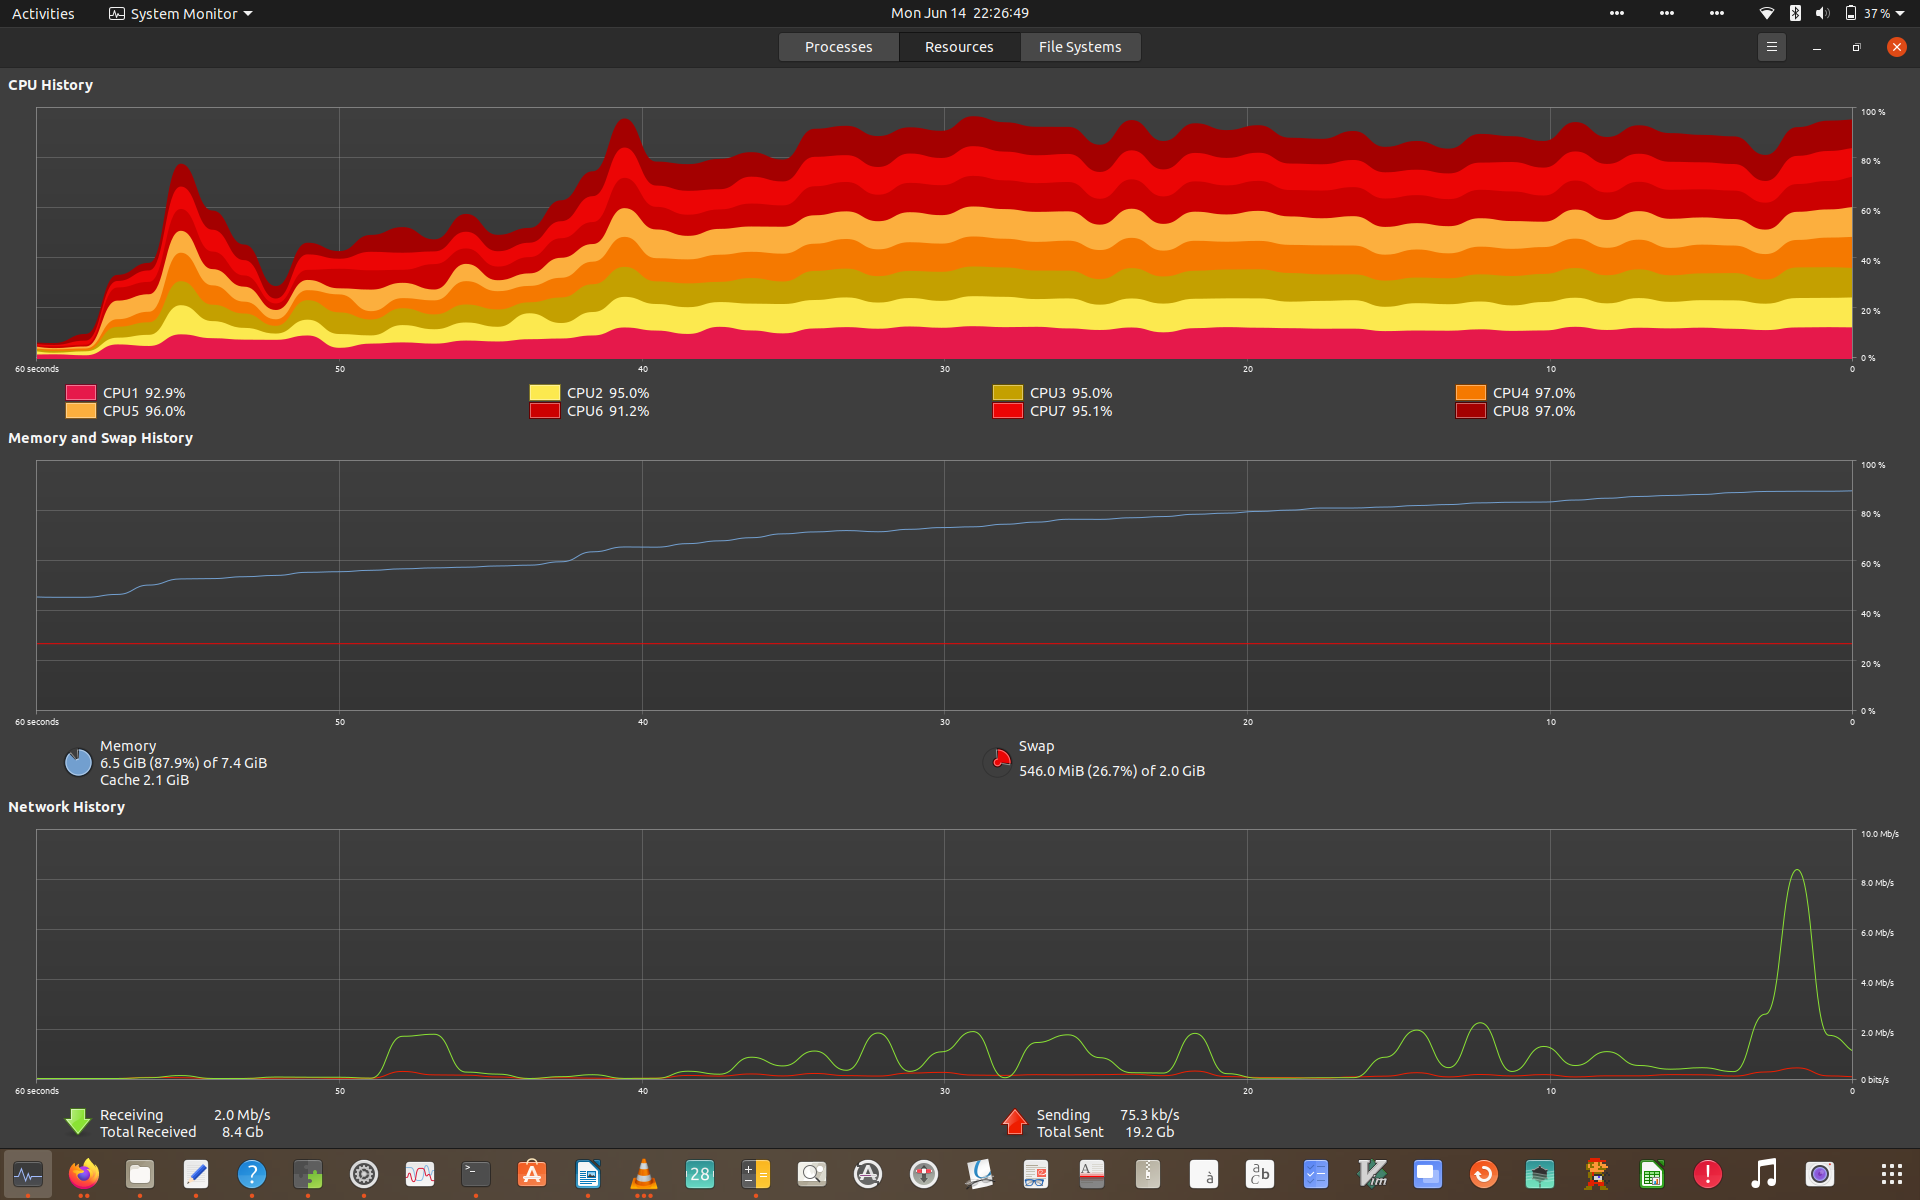 Activities System Monitor Mon Jun 14 22:26:49 37 %
Processes Resources File Systems
CPU History
100 %
80 %
60 %
40 %
20 %
0 %
60 seconds 50 40 30 20 10 0
CPU1 92.9% CPU2 95.0% CPU3 95.0% CPU4 97.0%
CPU5 96.0% CPU6 91.2% CPU7 95.1% CPU8 97.0%
Memory and Swap History
100 %
80 %
60 %
40 %
20 %
0 %
60 seconds 50 40 30 20 10 0
Memory Swap
6.5 GiB (87.9%) of 7.4 GiB 546.0 MiB (26.7%) of 2.0 GiB
Cache 2.1 GiB
Network History
10.0 Mb/s
8.0 Mb/s
6.0 Mb/s
4.0 Mb/s
2.0 Mb/s
0 bits/s
60 seconds 50 40 30 20 10 0
Receiving 2.0 Mb/s Sending 75.3 kb/s
Total Received 8.4 Gb Total Sent 19.2 Gb
28